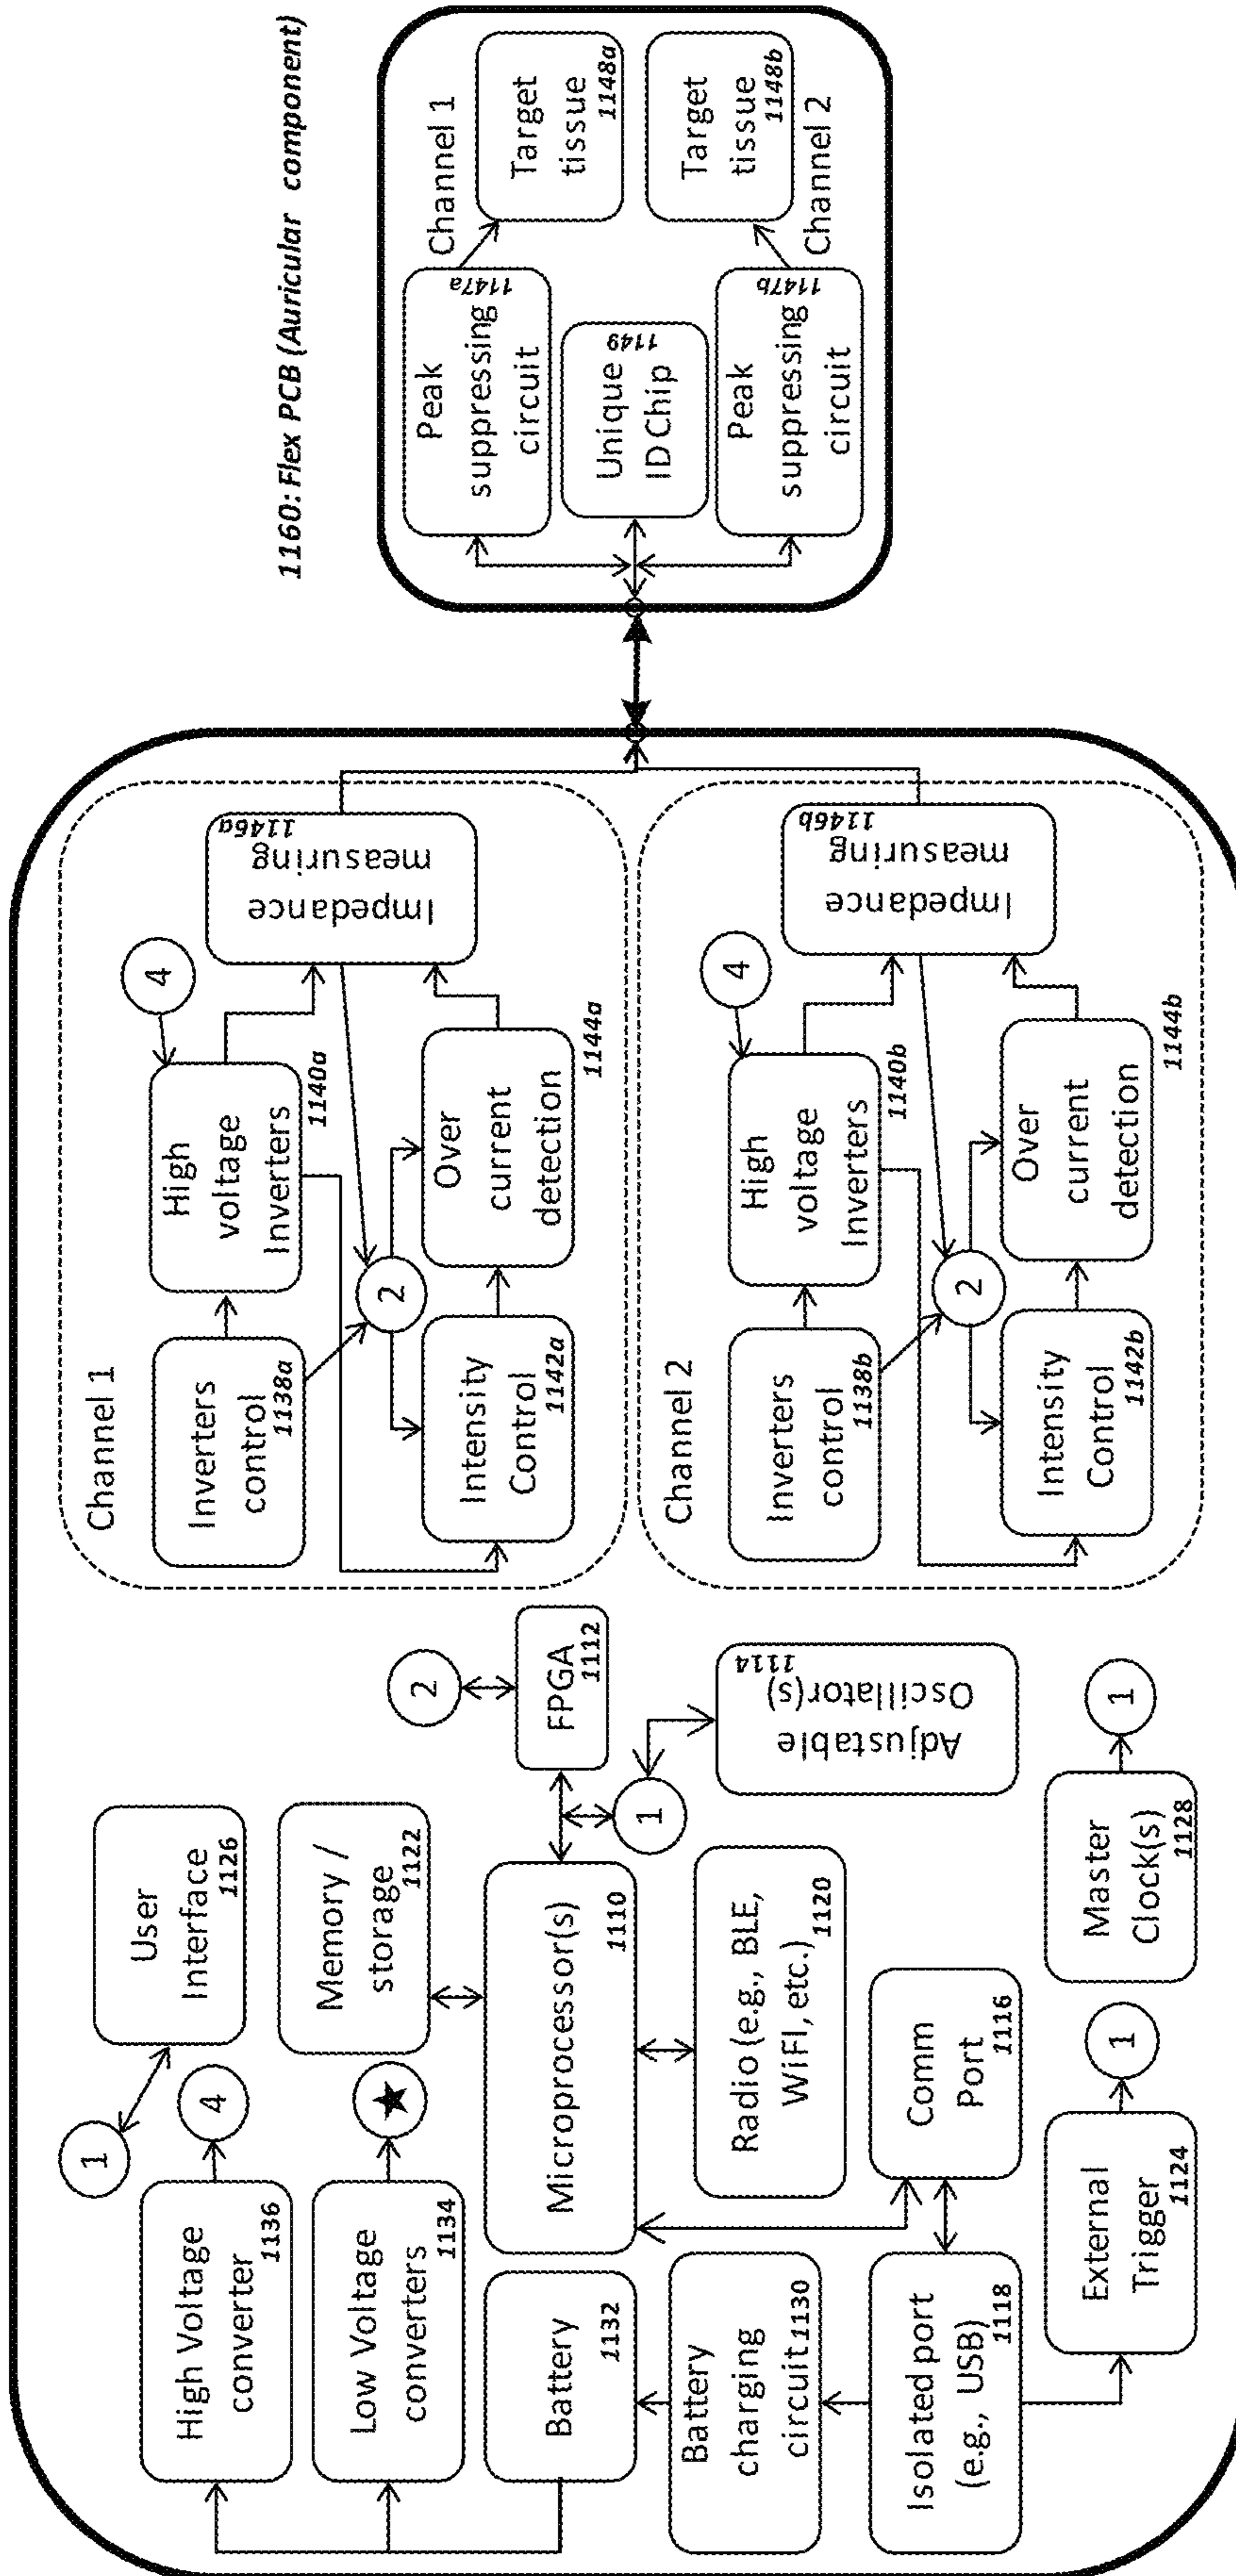 1160: Flex PCB (Auricular component)
High Voltage
converter
1136
1
4
User
Interface
1126
Low Voltage
converters
1134
★
Memory /
storage
1122
Battery
1132
Microprocessor(s)
1110
2
FPGA
1112
1
Adjustable
Oscillator(s)
1114
Battery
charging
circuit 1130
Radio (e.g., BLE,
WiFI, etc.)
1120
Isolated port
(e.g., USB)
1118
Comm
Port
1116
External
Trigger
1124
1
Master
Clock(s)
1128
1
Channel 1
Inverters
control
1138a
High
voltage
Inverters
1140a
4
2
Intensity
Control
1142a
Over
current
detection
1144a
Impedance
measuring
1146a
Channel 2
Inverters
control
1138b
High
voltage
Inverters
1140b
4
2
Intensity
Control
1142b
Over
current
detection
1144b
Impedance
measuring
1146b
Peak
suppressing
circuit
1147a
Channel 1
Target
tissue
1148a
Unique
ID Chip
1149
Peak
suppressing
circuit
1147b
Target
tissue
1148b
Channel 2